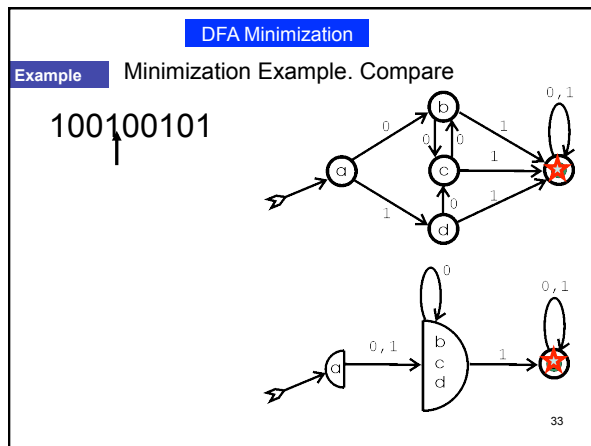 DFA Minimization
Example
Minimization Example. Compare
100100101
0,1
b
0
1
0
0
a
c
1
1
0
1
d
0
0,1
b
0,1
a
c
1
d
33